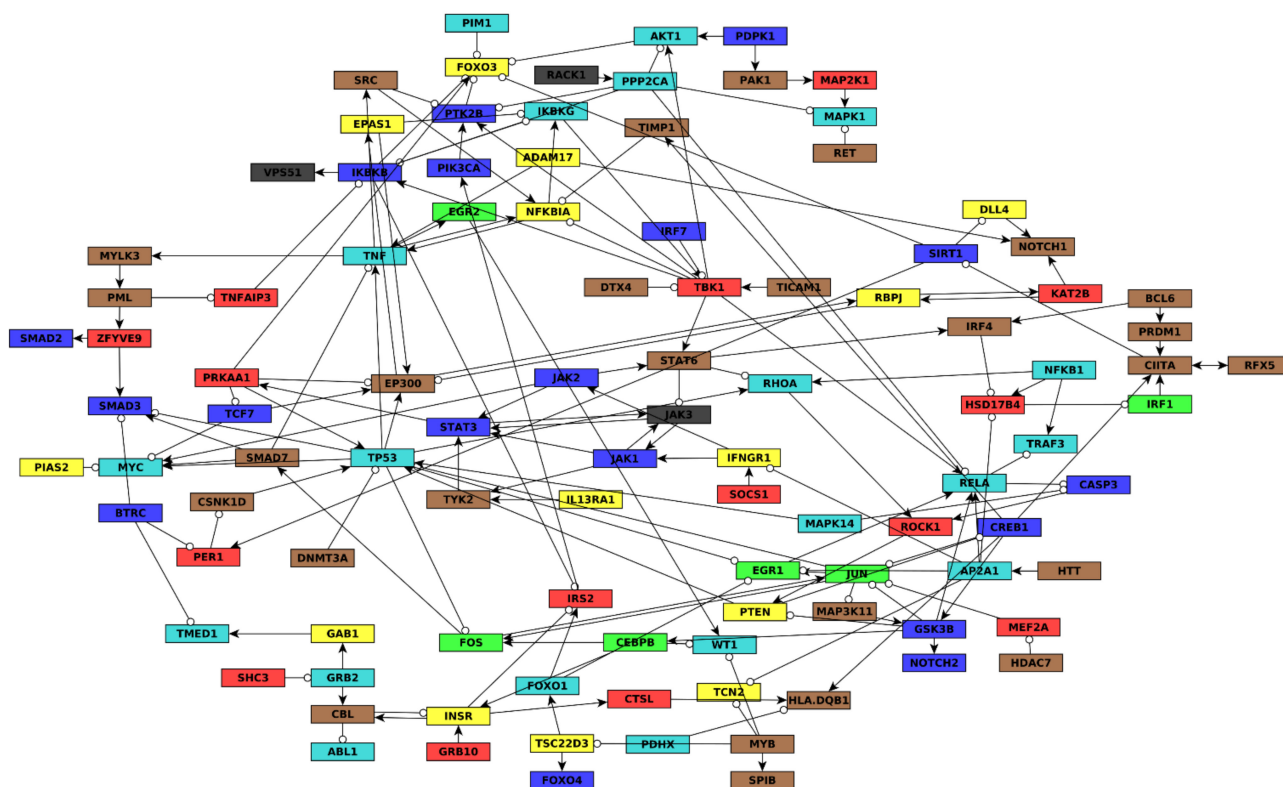 PIM1
AKT1
PDPK1
FOXO3
SRC
RACK1
PPP2CA
PAK1
MAP2K1
PTK2B
IKBKG
MAPK1
EPAS1
TIMP1
RET
ADAM17
VPS51
IKBKB
PIK3CA
EGR2
NFKBIA
DLL4
IRF7
NOTCH1
MYLK3
TNF
SIRT1
DTX4
TBK1
TICAM1
PML
TNFAIP3
RBPJ
KAT2B
BCL6
IRF4
PRDM1
SMAD2
ZFYVE9
STAT6
CIITA
RFX5
PRKAA1
EP300
JAK2
RHOA
NFKB1
SMAD3
TCF7
JAK3
HSD17B4
IRF1
STAT3
TRAF3
PIAS2
MYC
SMAD7
TP53
JAK1
IFNGR1
RELA
CASP3
CSNK1D
TYK2
IL13RA1
SOCS1
BTRC
MAPK14
ROCK1
CREB1
DNMT3A
PER1
EGR1
JUN
AP2A1
HTT
IRS2
PTEN
MAP3K11
TMED1
GAB1
FOS
CEBPB
WT1
GSK3B
MEF2A
NOTCH2
HDAC7
SHC3
GRB2
FOXO1
TCN2
CTSL
HLA.DQB1
CBL
INSR
ABL1
GRB10
TSC22D3
PDHX
MYB
FOXO4
SPIB